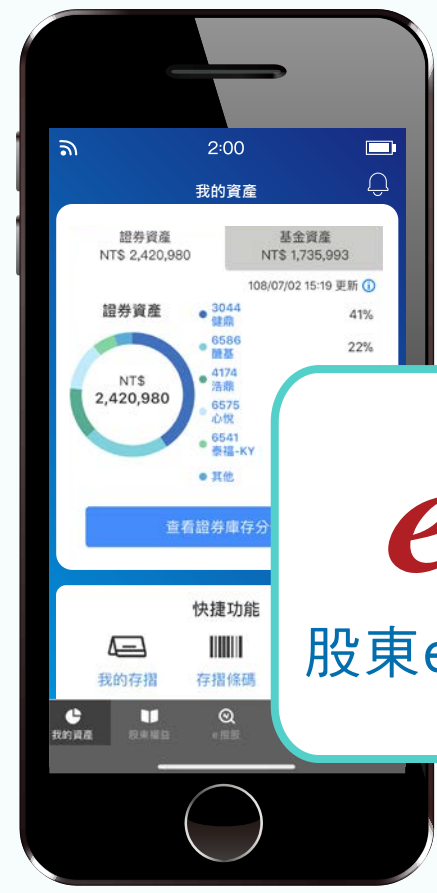 2:00
我的資產
證券資產
NT$ 2,420,980
基金資產
NT$ 1,735,993
108/07/02 15:19 更新
證券資產
NT$
2,420,980
3044
健鼎
41%
6586
醣基
22%
4174
浩鼎
6575
心悅
6541
泰福-KY
其他
查看證券庫存分
快捷功能
我的存摺
存摺條碼
我的資產
股東權益
e
股東e